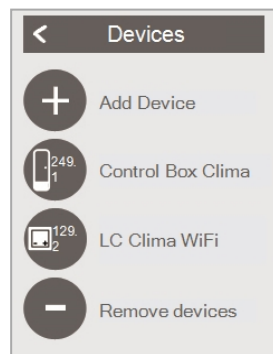 Devices
Add Device
249.
1
Control Box Clima
129.
2
LC Clima WiFi
Remove devices